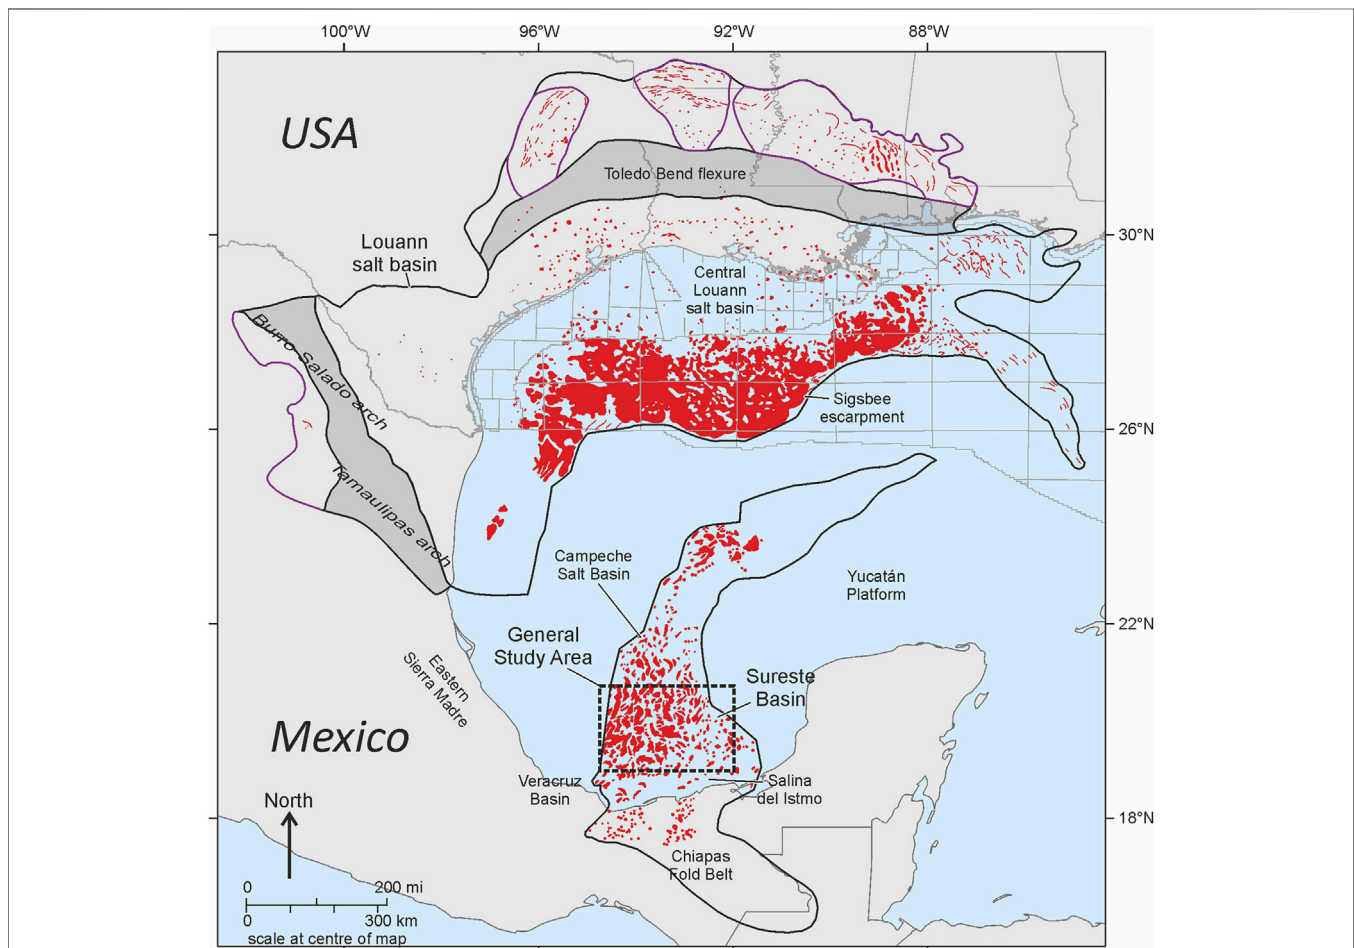 100°W
96°W
92°W
88°W
USA
Toledo Bend flexure
30°N
Louann
salt basin
Central
Louann
salt basin
Burro Salado arch
Sigsbee
escarpment
26°N
Tamaulipas arch
Campeche
Salt Basin
Yucatán
Platform
22°N
General
Study Area
Eastern
Sierra Madre
Sureste
Basin
Mexico
Veracruz
Basin
Salina
del Istmo
North
18°N
Chiapas
Fold Belt
0
200 mi
0
300 km
scale at centre of map